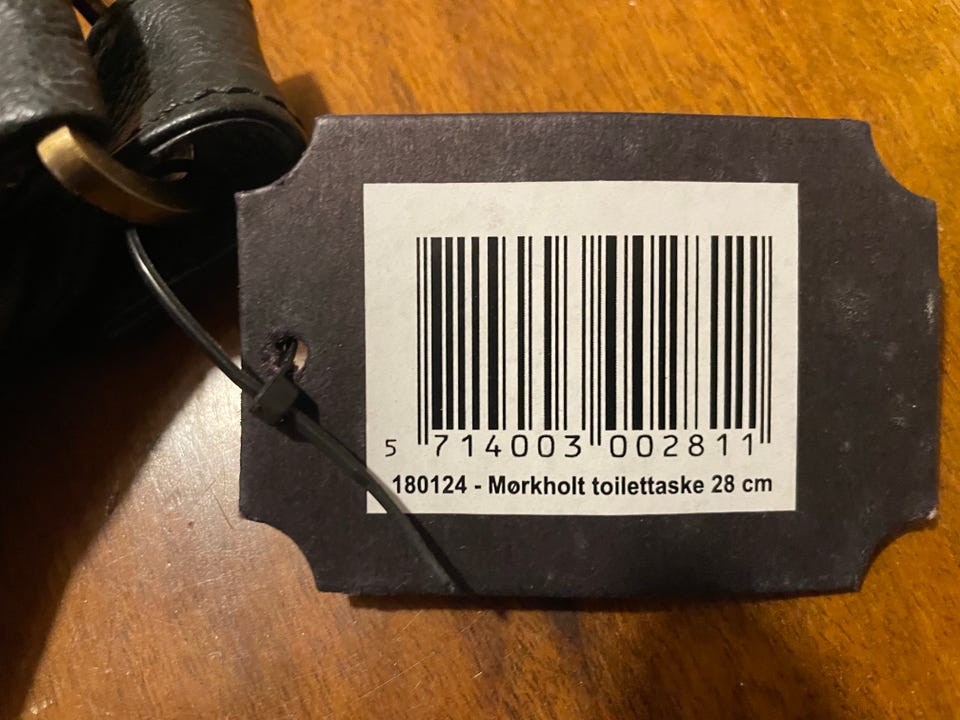 5 714003 002811
180124 - Mørkholt toilettaske 28 cm